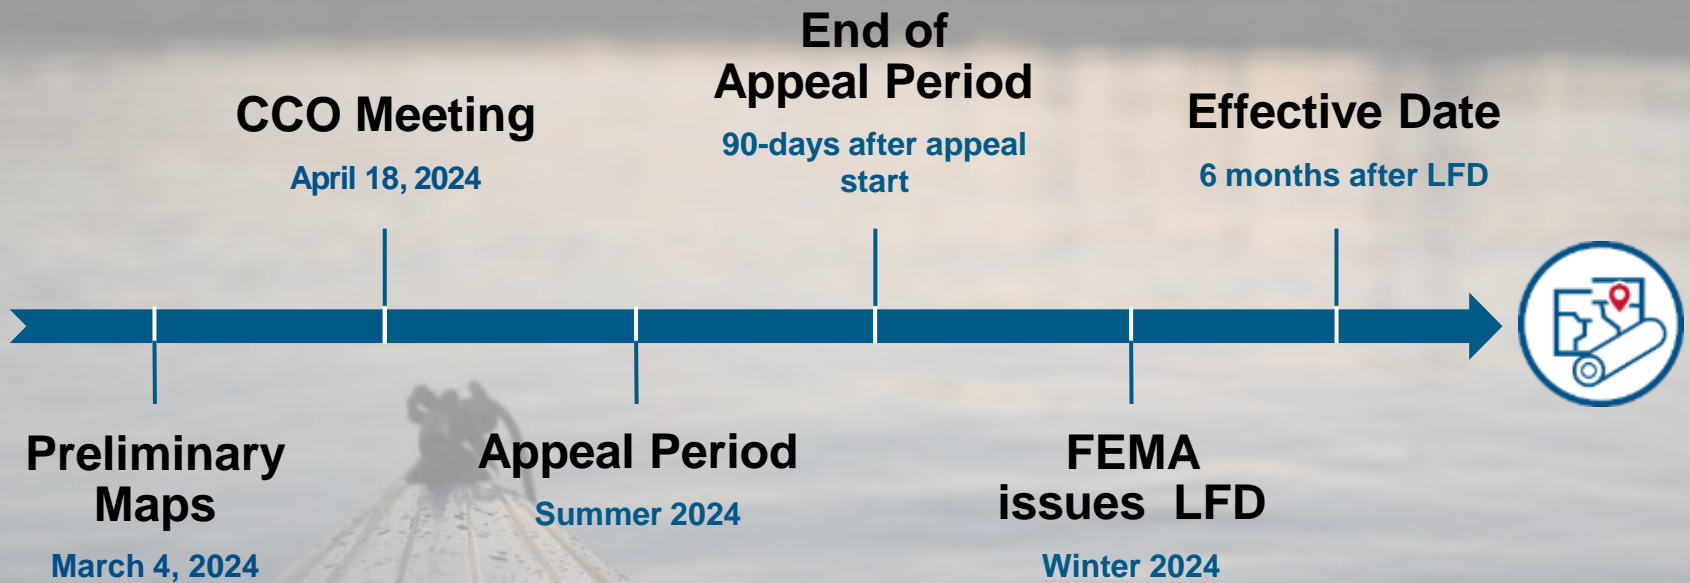 Preliminary
Maps
March 4, 2024
CCO Meeting
April 18, 2024
Appeal Period
Summer 2024
End of
Appeal Period
90-days after appeal
start
FEMA
issues LFD
Winter 2024
Effective Date
6 months after LFD